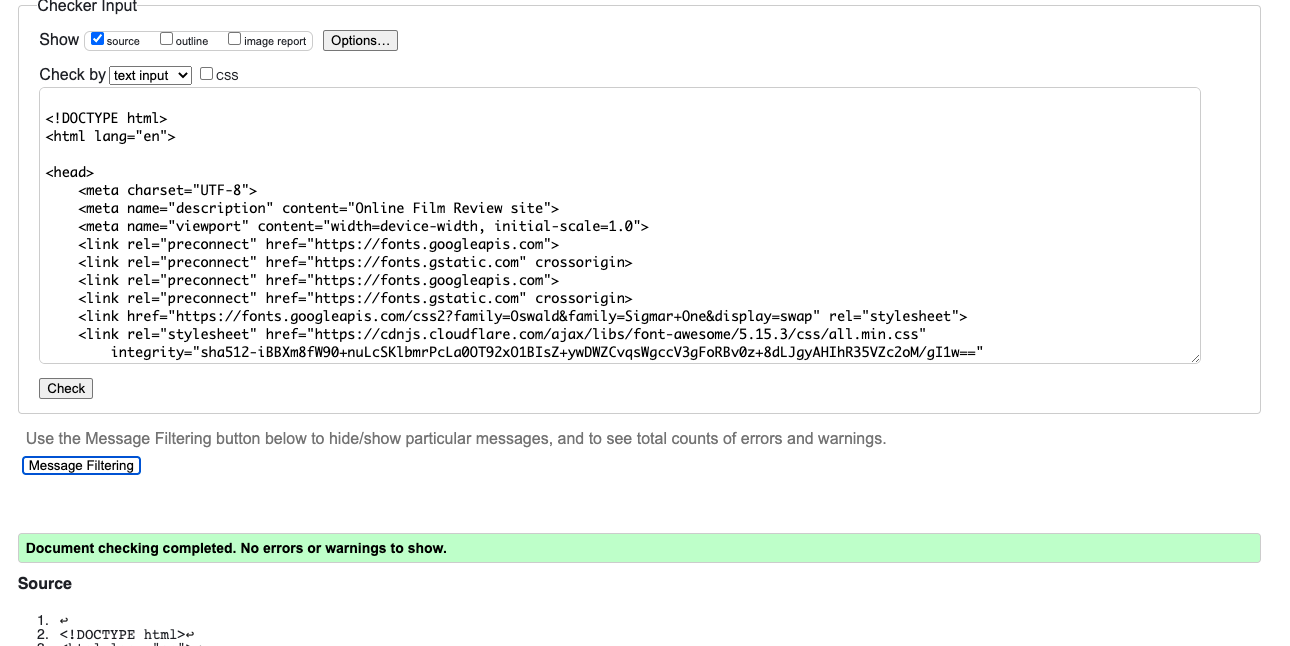 Checker Input
Show source outline image report Options...
Check by text input CSS
<!DOCTYPE html>
<html lang="en">
<head>
<meta charset="UTF-8">
<meta name="description" content="Online Film Review site">
<meta name="viewport" content="width=device-width, initial-scale=1.0">
<link rel="preconnect" href="https://fonts.googleapis.com">
<link rel="preconnect" href="https://fonts.gstatic.com" crossorigin>
<link rel="preconnect" href="https://fonts.googleapis.com">
<link rel="preconnect" href="https://fonts.gstatic.com" crossorigin>
<link href="https://fonts.googleapis.com/css2?family=Oswald&family=Sigmar+One&display=swap" rel="stylesheet">
<link rel="stylesheet" href="https://cdnjs.cloudflare.com/ajax/libs/font-awesome/5.15.3/css/all.min.css"
integrity="sha512-iBBXm8fW90+nuLcSKlbmrPcLa0OT92xO1BIsZ+ywDWZCvqsWgccV3gFoRBv0z+8dLJgyAHIhR35VZc2oM/gI1w=="
Check
Use the Message Filtering button below to hide/show particular messages, and to see total counts of errors and warnings.
Message Filtering
Document checking completed. No errors or warnings to show.
Source
1. ↩
2. <!DOCTYPE html>↩